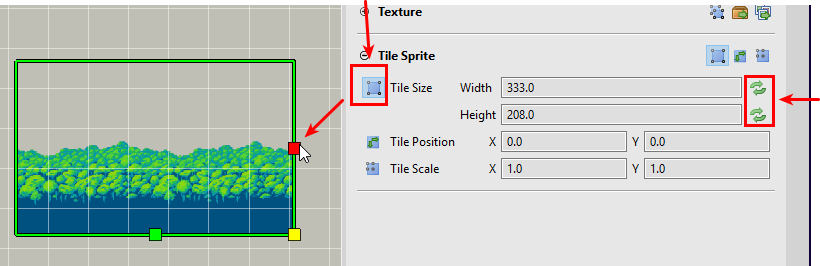 Texture
Tile Sprite
Tile Size Width 333.0
Height 208.0
Tile Position X 0.0 Y 0.0
Tile Scale X 1.0 Y 1.0